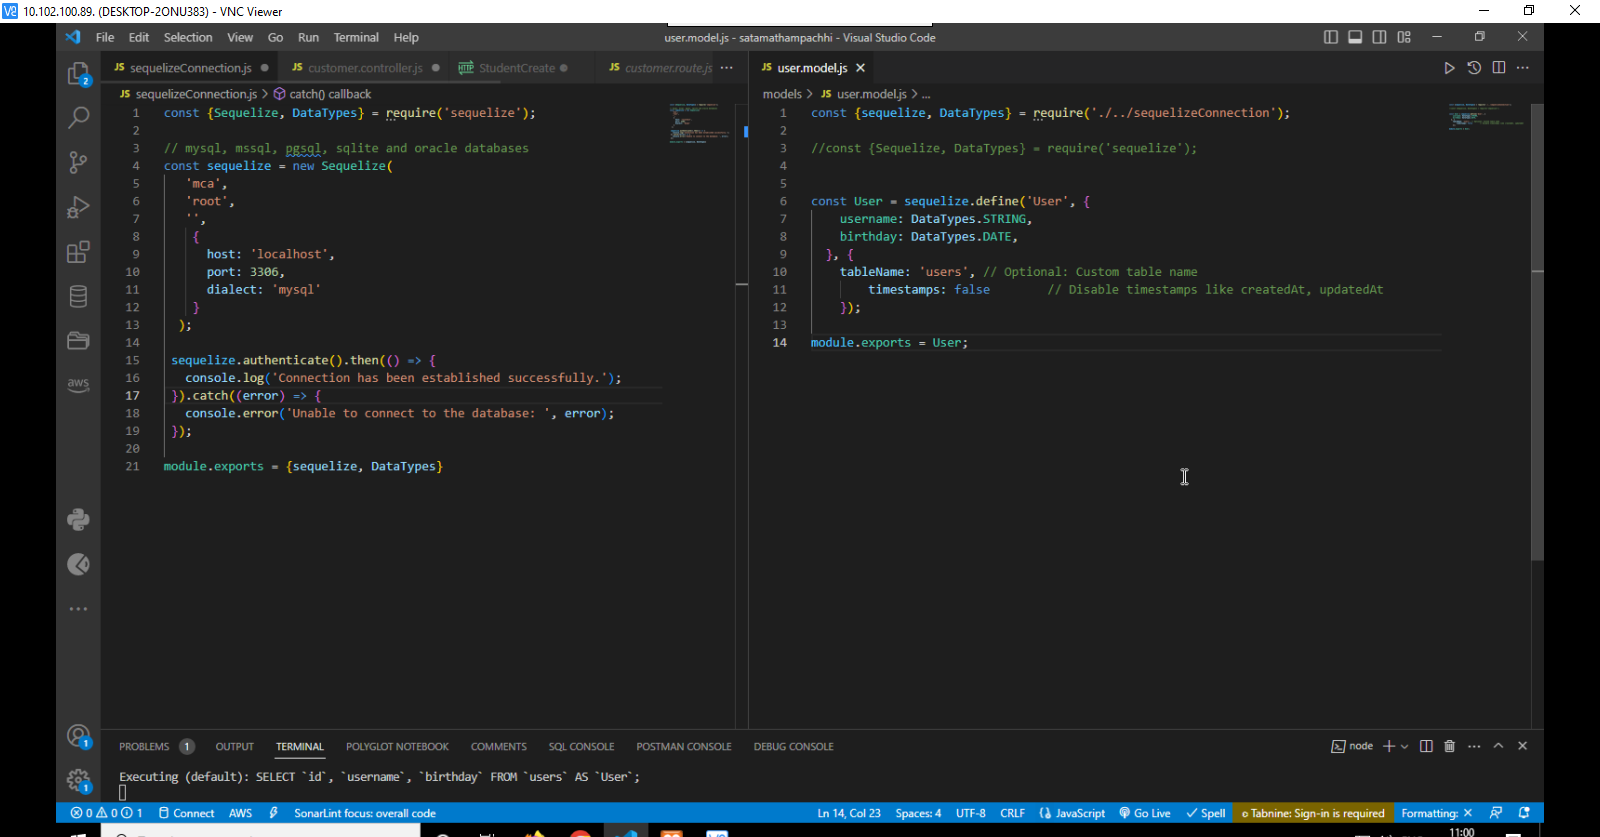 10.102.100.89. (DESKTOP-2ONU383) - VNC Viewer
File Edit Selection View Go Run Terminal Help
user.model.js - satamathampachhi - Visual Studio Code
JS sequelizeConnection.js JS customer.controller.js HTTP StudentCreate JS customer.route.js ...
JS sequelizeConnection.js > catch() callback
1 const {Sequelize, DataTypes} = require('sequelize');
2
3 // mysql, mssql, pgsql, sqlite and oracle databases
4 const sequelize = new Sequelize(
5 'mca',
6 'root',
7 '',
8 {
9 host: 'localhost',
10 port: 3306,
11 dialect: 'mysql'
12 }
13 );
14
15 sequelize.authenticate().then(() => {
16 console.log('Connection has been established successfully.');
17 }).catch((error) => {
18 console.error('Unable to connect to the database: ', error);
19 });
20
21 module.exports = {sequelize, DataTypes}
JS user.model.js
models > JS user.model.js > ...
1 const {sequelize, DataTypes} = require('./../sequelizeConnection');
2
3 //const {Sequelize, DataTypes} = require('sequelize');
4
5
6 const User = sequelize.define('User', {
7 username: DataTypes.STRING,
8 birthday: DataTypes.DATE,
9 }, {
10 tableName: 'users', // Optional: Custom table name
11 timestamps: false // Disable timestamps like createdAt, updatedAt
12 });
13
14 module.exports = User;
2
aws
1
1
PROBLEMS 1 OUTPUT TERMINAL POLYGLOT NOTEBOOK COMMENTS SQL CONSOLE POSTMAN CONSOLE DEBUG CONSOLE
node
Executing (default): SELECT `id`, `username`, `birthday` FROM `users` AS `User`;
0 0 1 Connect AWS SonarLint focus: overall code
Ln 14, Col 23 Spaces: 4 UTF-8 CRLF JavaScript Go Live Spell Tabnine: Sign-in is required Formatting:
11:00